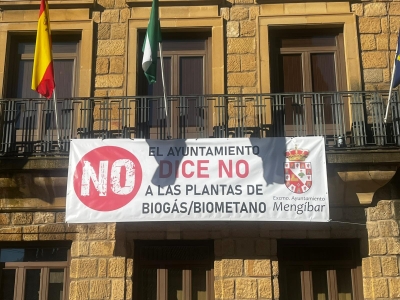 NO
EL AYUNTAMIENTO
DICE NO
A LAS PLANTAS DE
BIOGÁS/BIOMETANO
Excmo. Ayuntamiento
Mengíbar